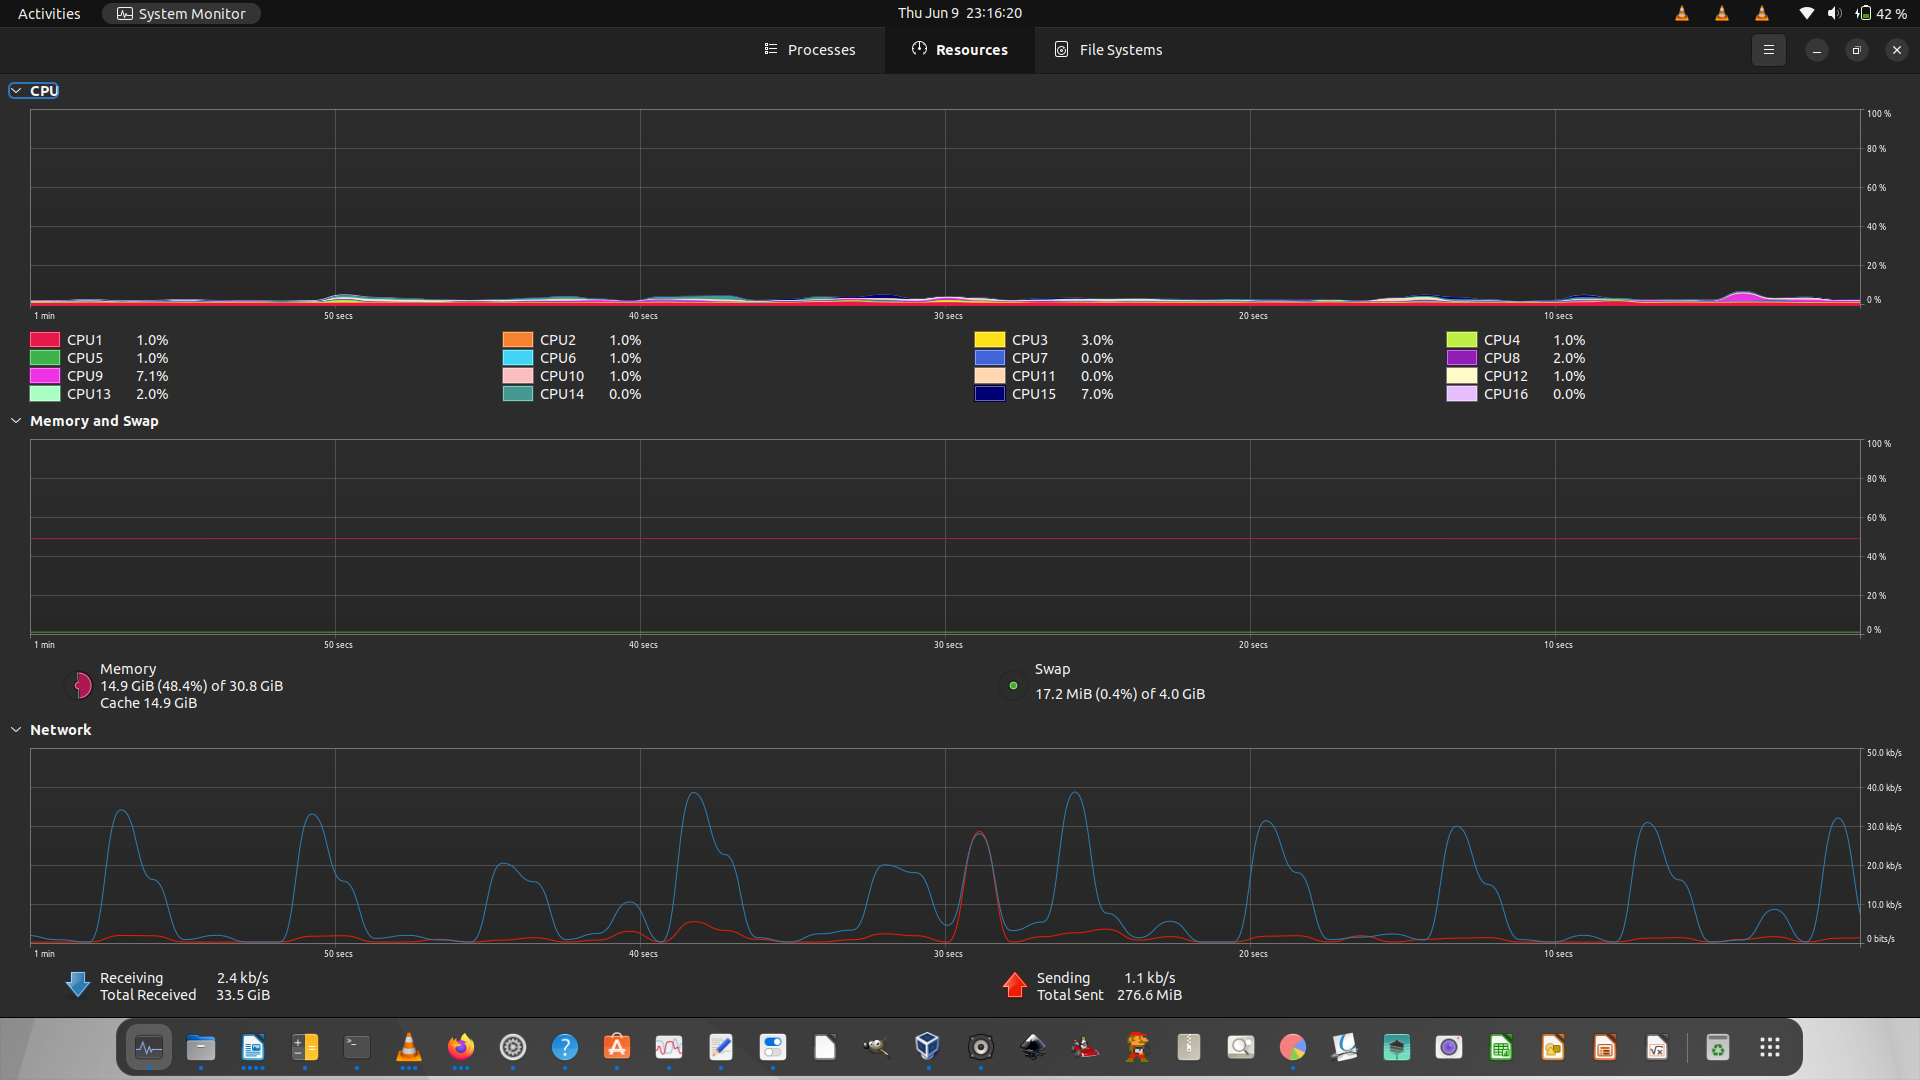 Activities System Monitor Thu Jun 9 23:16:20 42 %
Processes Resources File Systems
CPU
100 %
80 %
60 %
40 %
20 %
0 %
1 min 50 secs 40 secs 30 secs 20 secs 10 secs
CPU1 1.0% CPU2 1.0% CPU3 3.0% CPU4 1.0%
CPU5 1.0% CPU6 1.0% CPU7 0.0% CPU8 2.0%
CPU9 7.1% CPU10 1.0% CPU11 0.0% CPU12 1.0%
CPU13 2.0% CPU14 0.0% CPU15 7.0% CPU16 0.0%
Memory and Swap
100 %
80 %
60 %
40 %
20 %
0 %
1 min 50 secs 40 secs 30 secs 20 secs 10 secs
Memory Swap
14.9 GiB (48.4%) of 30.8 GiB 17.2 MiB (0.4%) of 4.0 GiB
Cache 14.9 GiB
Network
50.0 kb/s
40.0 kb/s
30.0 kb/s
20.0 kb/s
10.0 kb/s
0 bits/s
1 min 50 secs 40 secs 30 secs 20 secs 10 secs
Receiving 2.4 kb/s Sending 1.1 kb/s
Total Received 33.5 GiB Total Sent 276.6 MiB